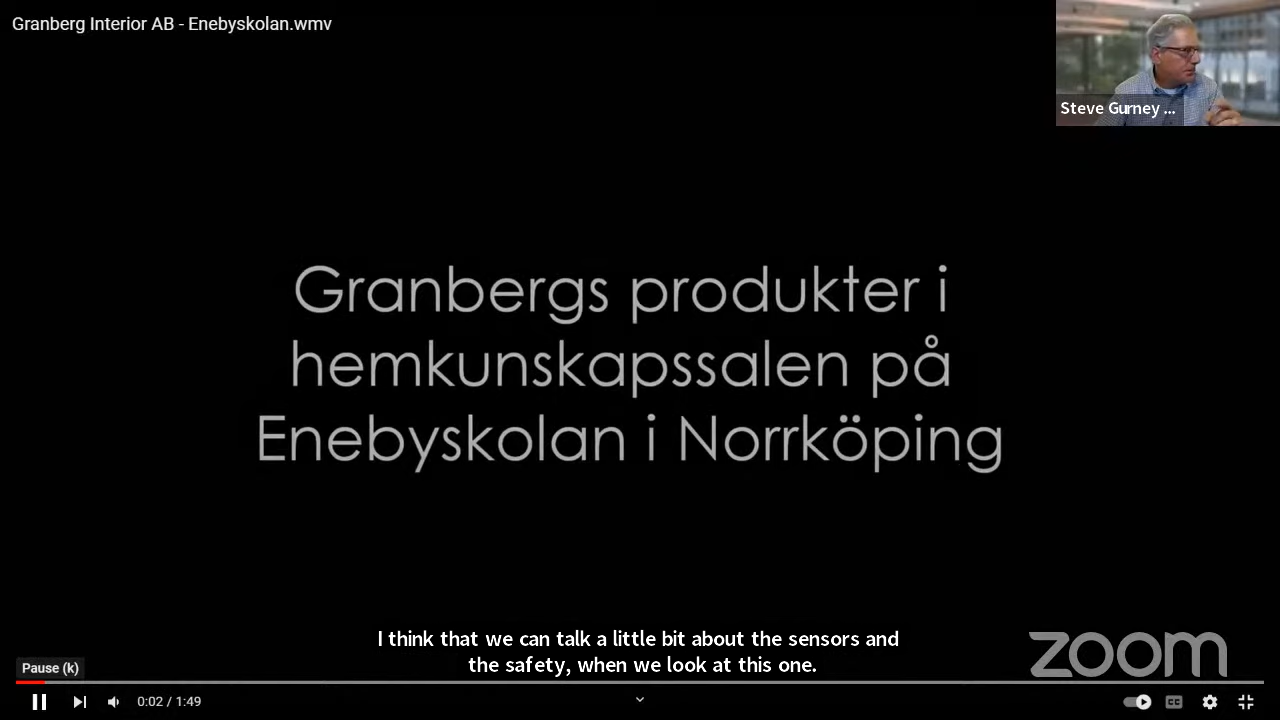 Granberg Interior AB - Enebyskolan.wmv
Steve Gurney ...
Granbergs produkter i
hemkunskapssalen på
Enebyskolan i Norrköping
I think that we can talk a little bit about the sensors and
the safety, when we look at this one.
zoom
Pause (k)
0:02 / 1:49
CC